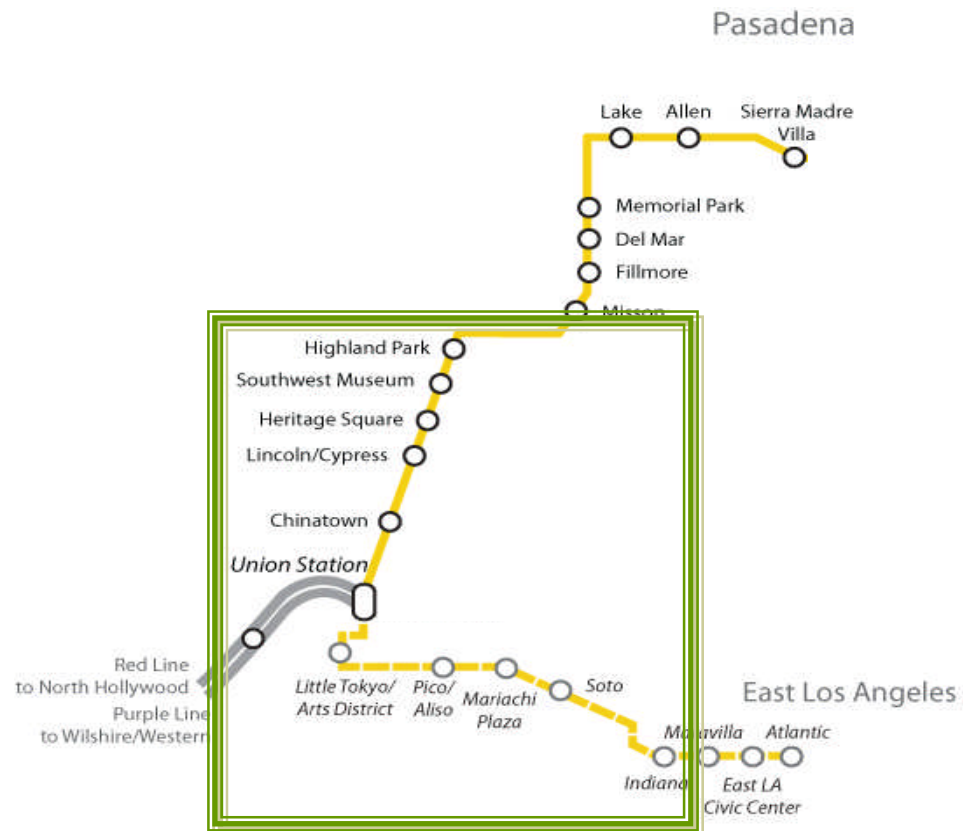 Pasadena
Lake
Allen
Sierra Madre
Villa
Memorial Park
Del Mar
Fillmore
Misson
Highland Park
Southwest Museum
Heritage Square
Lincoln/Cypress
Chinatown
Union Station
Red Line
to North Hollywood
Purple Line
to Wilshire/Western
Little Tokyo/
Arts District
Pico/
Aliso
Mariachi
Plaza
Soto
East Los Angeles
Indiana
Maravilla
East LA
Civic Center
Atlantic